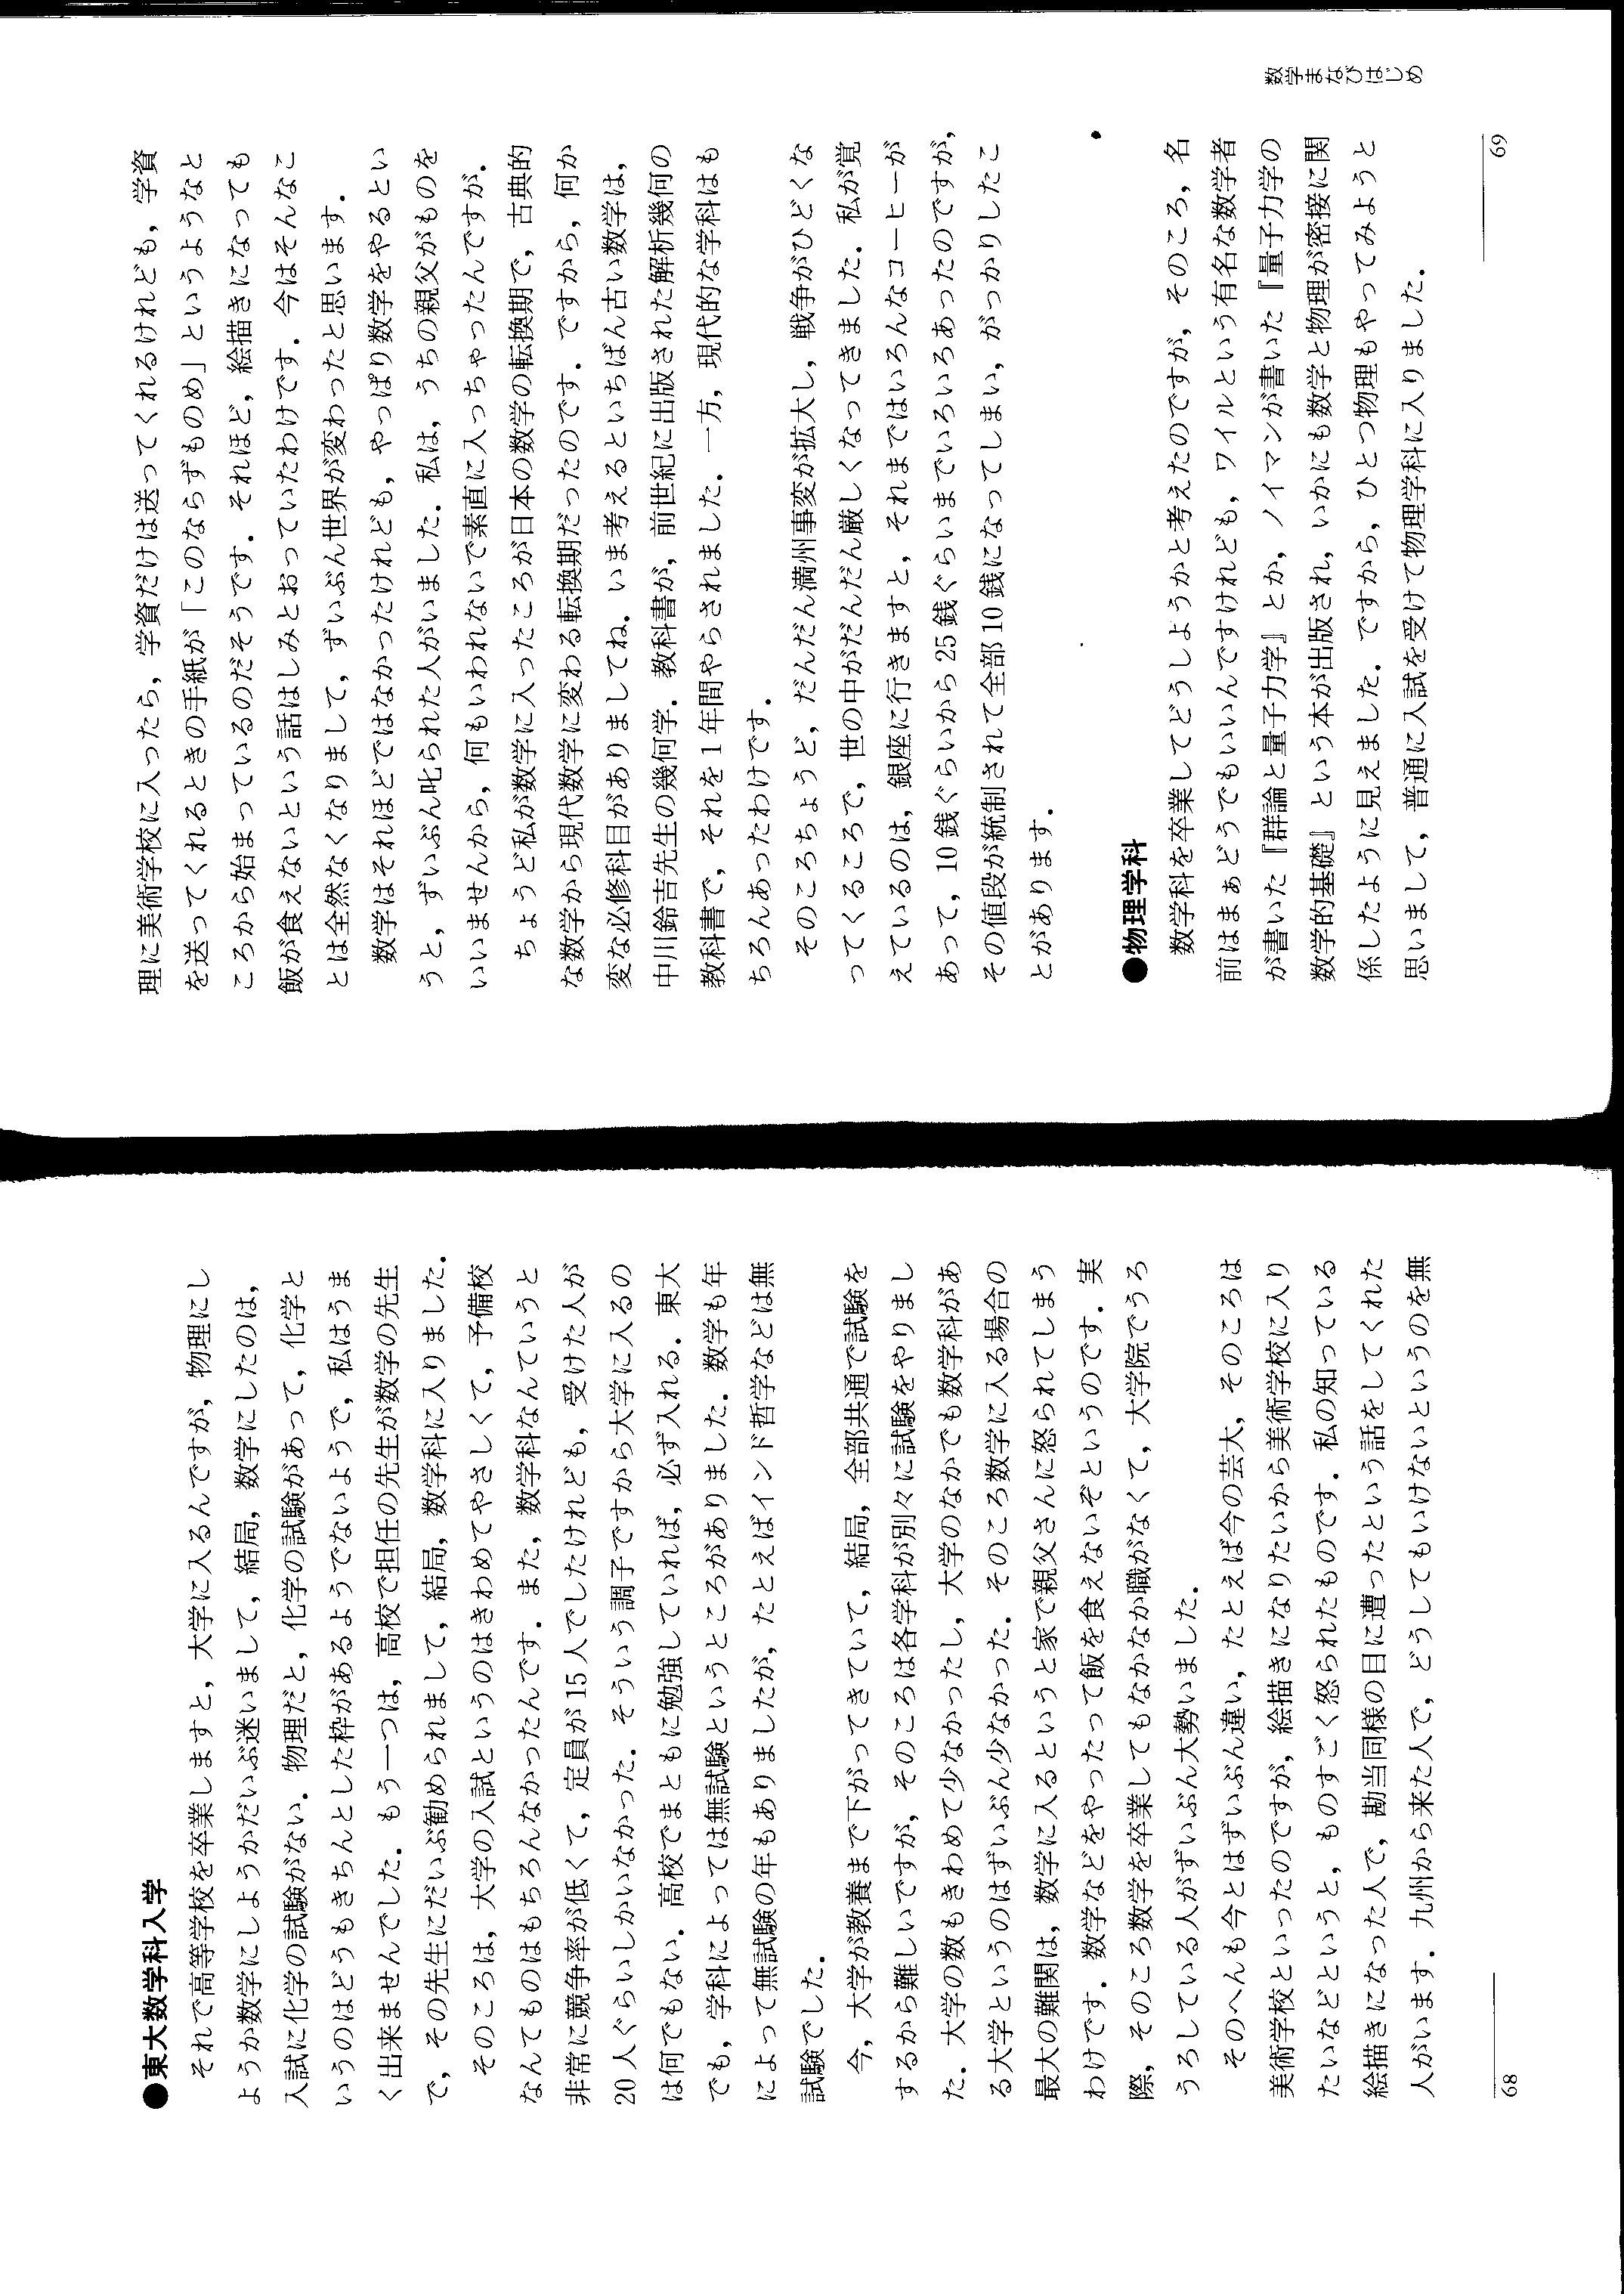 ●東大数学科入学
それで高等学校を卒業しますと，大学に入るんですが，物理にし
ようか数学にしようかだいぶ迷いまして，結局，数学にしたのは，
入試に化学の試験がない．物理だと，化学の試験があって，化学と
いうのはどうもきちんとした枠があるようでないようで，私はうま
く出来ませんでした．もう一つは，高校で担任の先生が数学の先生
で，その先生にだいぶ勧められまして，結局，数学科に入りました．
そのころは，大学の入試というのはきわめてやさしくて，予備校
なんてものはもちろんなかったんです．また，数学科なんていうと
非常に競争率が低くて，定員が15人でしたけれども，受けた人が
20人ぐらいしかいなかった．そういう調子ですから大学に入るの
は何でもない．高校でまともに勉強していれば，必ず入れる．東大
でも，学科によっては無試験というところがありました．数学も年
によって無試験の年もありましたが，たとえばインド哲学などは無
試験でした．
今，大学が教養まで下がってきていて，結局，全部共通で試験を
するから難しいですが，そのころは各学科が別々に試験をやりまし
た．大学の数もきわめて少なかったし，大学のなかでも数学科があ
る大学というのはずいぶん少なかった．そのころ数学に入る場合の
最大の難関は，数学に入るというと家で親父さんに怒られてしまう
わけです．数学などをやったって飯を食えないぞというのです．実
際，そのころ数学を卒業してもなかなか職がなくて，大学院でうろ
うろしている人がずいぶん大勢いました．
そのへんも今とはずいぶん違い，たとえば今の芸大，そのころは
美術学校といったのですが，絵描きになりたいから美術学校に入り
たいなどというと，ものすごく怒られたものです．私の知っている
絵描きになった人で，勘当同様の目に遭ったという話をしてくれた
人がいます．九州から来た人で，どうしてもいけないというのを無
68
理に美術学校に入ったら，学資だけは送ってくれるけれども，学資
を送ってくれるときの手紙が「このならずものめ」というようなと
ころから始まっているのだそうです．それほど，絵描きになっても
飯が食えないという話はしみとおっていたわけです．今はそんなこ
とは全然なくなりまして，ずいぶん世界が変わったと思います．
数学はそれほどではなかったけれども，やっぱり数学をやるとい
うと，ずいぶん叱られた人がいました．私は，うちの親父がものを
いいませんから，何もいわれないで素直に入っちゃったんですが．
ちょうど私が数学に入ったころが日本の数学の転換期で，古典的
な数学から現代数学に変わる転換期だったのです．ですから，何か
変な必修科目がありましてね．いま考えるといちばん古い数学は，
中川銓吉先生の幾何学．教科書が，前世紀に出版された解析幾何の
教科書で，それを1年間やらされました．一方，現代的な学科はも
ちろんあったわけです．
そのころちょうど，だんだん満州事変が拡大し，戦争がひどくな
ってくるころで，世の中がだんだん厳しくなってきました．私が覚
えているのは，銀座に行きますと，それまではいろんなコーヒーが
あって，10銭ぐらいから25銭ぐらいまでいろいろあったのですが，
その値段が統制されて全部10銭になってしまい，がっかりしたこ
とがあります．
●物理学科
数学科を卒業してどうしようかと考えたのですが，そのころ，名
前はまぁどうでもいいんですけれども，ワイルという有名な数学者
が書いた『群論と量子力学』とか，ノイマンが書いた『量子力学の
数学的基礎』という本が出版され，いかにも数学と物理が密接に関
係したように見えました．ですから，ひとつ物理もやってみようと
思いまして，普通に入試を受けて物理学科に入りました．
数学まなびはじめ
69